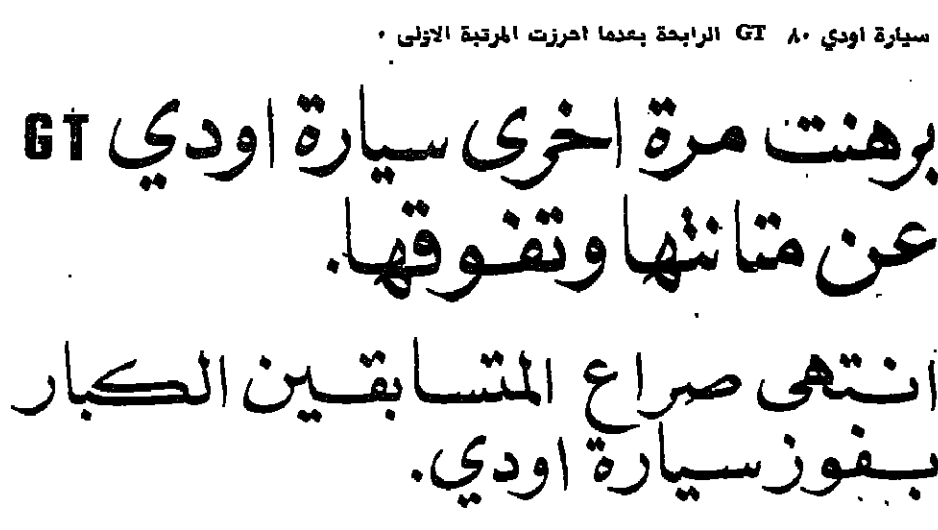 سيارة اودي ٨٠ GT الرابحة بعدما احرزت المرتبة الاولى .
برهنت مرة اخرى سيارة اودي GT
عن متانتها وتفوقها.
انتهى صراع المتسابقين الكبار
بفوز سيارة اودي.